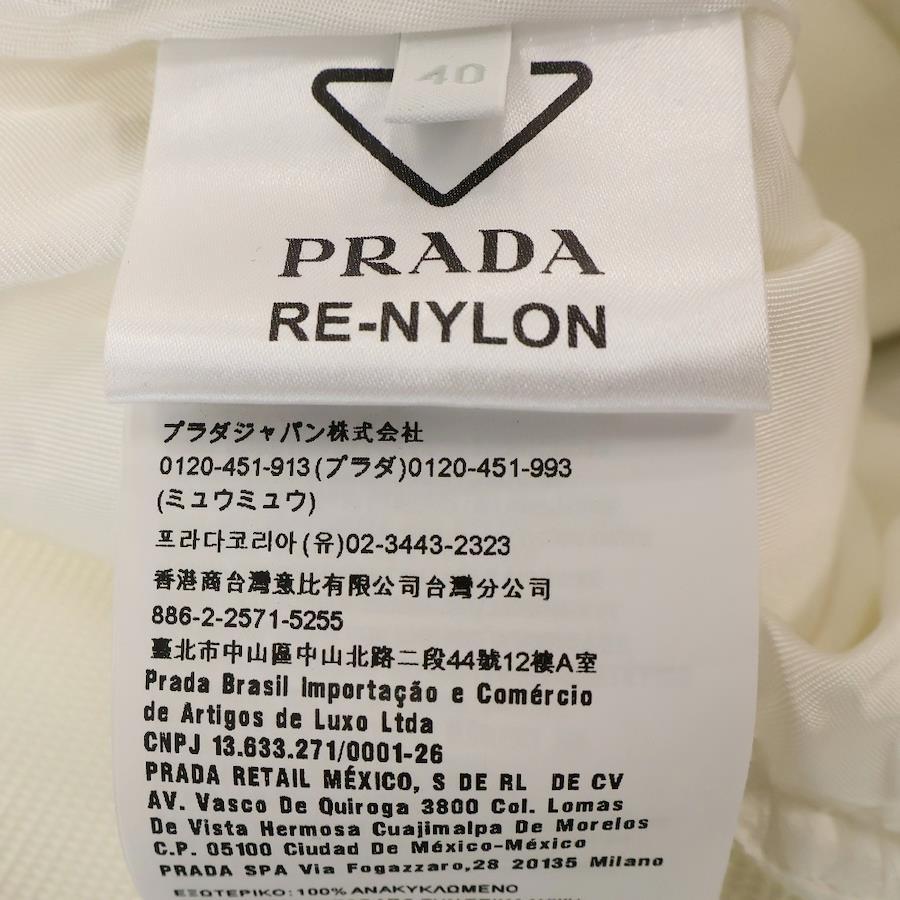 40
PRADA
RE-NYLON
プラダジャパン株式会社
0120-451-913(プラダ)0120-451-993
(ミュウミュウ)
프라다코리아(유)02-3443-2323
香港商台灣意比有限公司台灣分公司
886-2-2571-5255
臺北市中山區中山北路二段44號12樓A室
Prada Brasil Importação e Comércio
de Artigos de Luxo Ltda
CNPJ 13.633.271/0001-26
PRADA RETAIL MÉXICO, S DE RL DE CV
AV. Vasco De Quiroga 3800 Col. Lomas
De Vista Hermosa Cuajimalpa De Morelos
C.P. 05100 Ciudad De México-México
PRADA SPA Via Fogazzaro,28 20135 Milano
ΕΞΩΤΕΡΙΚΟ: 100% ΑΝΑΚΥΚΛΩΜΕΝΟ